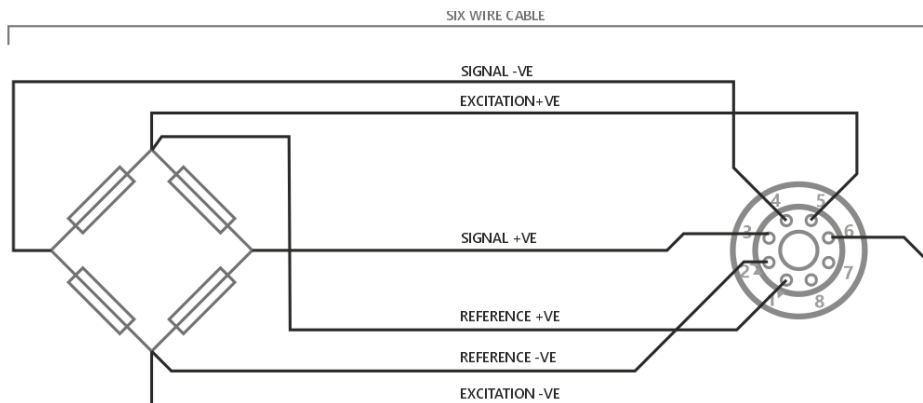 SIX WIRE CABLE
SIGNAL -VE
EXCITATION+VE
4 5
3 6
SIGNAL +VE
2 7
1 8
REFERENCE +VE
REFERENCE -VE
EXCITATION -VE